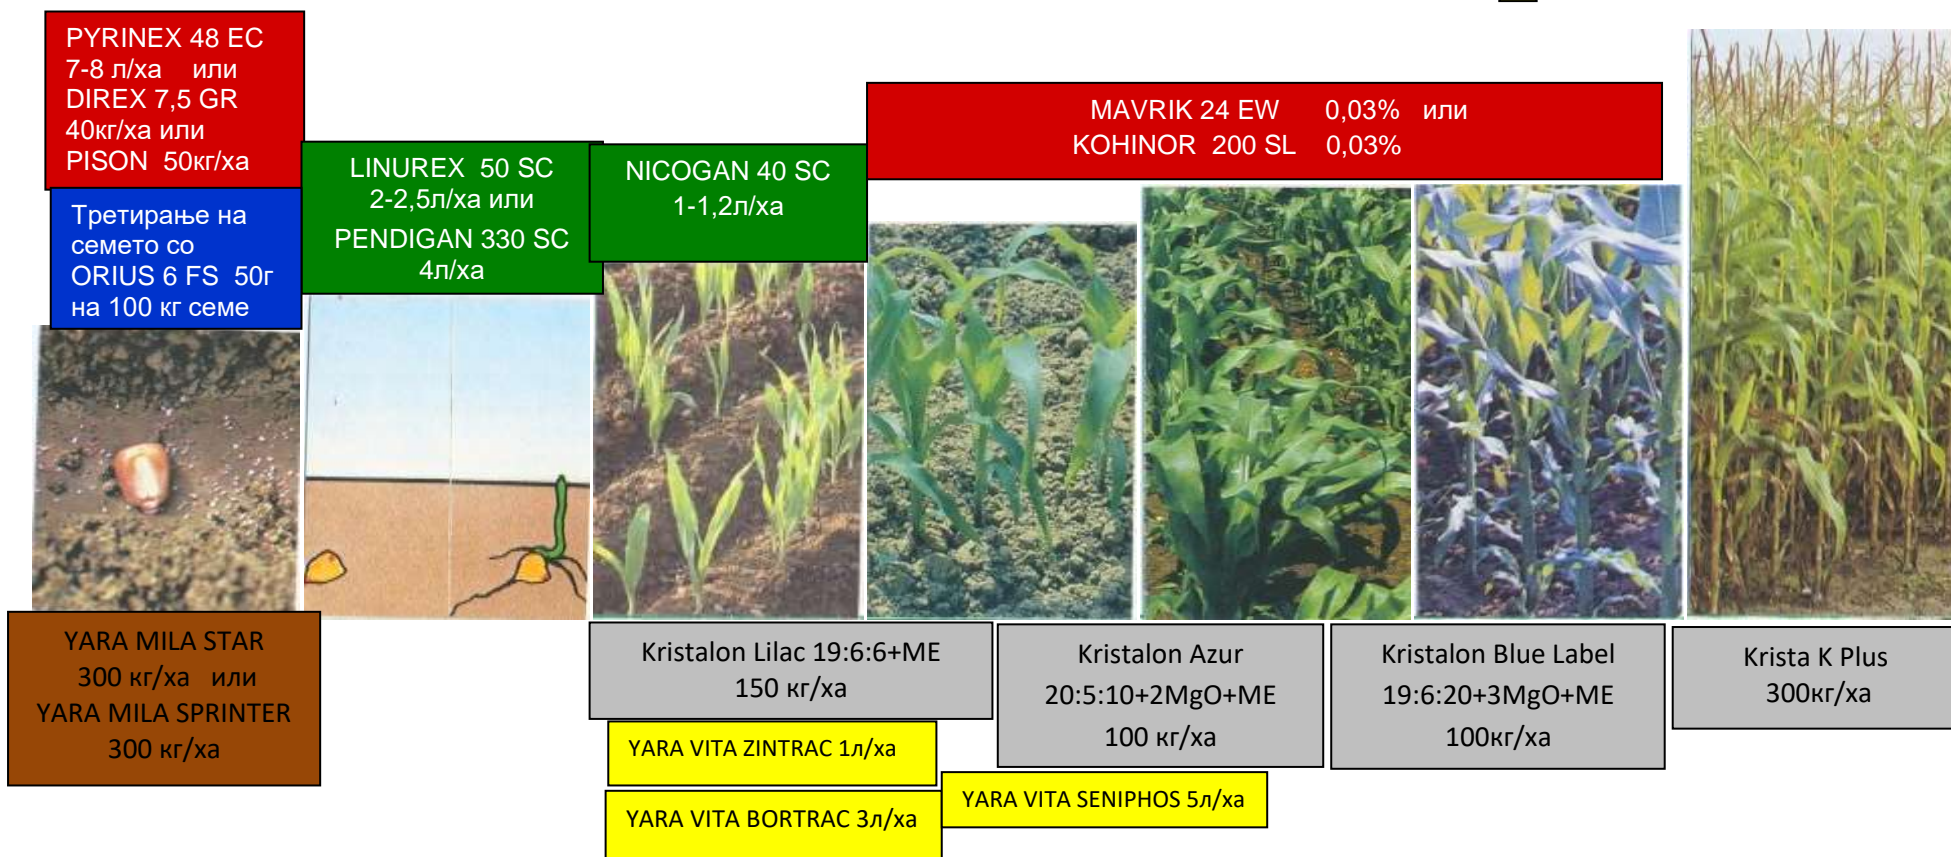 PYRINEX 48 EC
7-8 л/ха или
DIREX 7,5 GR
40кг/ха или
PISON 50кг/ха
Третирање на
семето со
ORIUS 6 FS 50г
на 100 кг семе
LINUREX 50 SC
2-2,5л/ха или
PENDIGAN 330 SC
4л/ха
NICOGAN 40 SC
1-1,2л/ха
MAVRIK 24 EW 0,03% или
KOHINOR 200 SL 0,03%
YARA MILA STAR
300 кг/ха или
YARA MILA SPRINTER
300 кг/ха
Kristalon Lilac 19:6:6+ME
150 кг/ха
YARA VITA ZINTRAC 1л/ха
YARA VITA BORTRAC 3л/ха
Kristalon Azur
20:5:10+2MgO+ME
100 кг/ха
YARA VITA SENIPHOS 5л/ха
Kristalon Blue Label
19:6:20+3MgO+ME
100кг/ха
Krista K Plus
300кг/ха